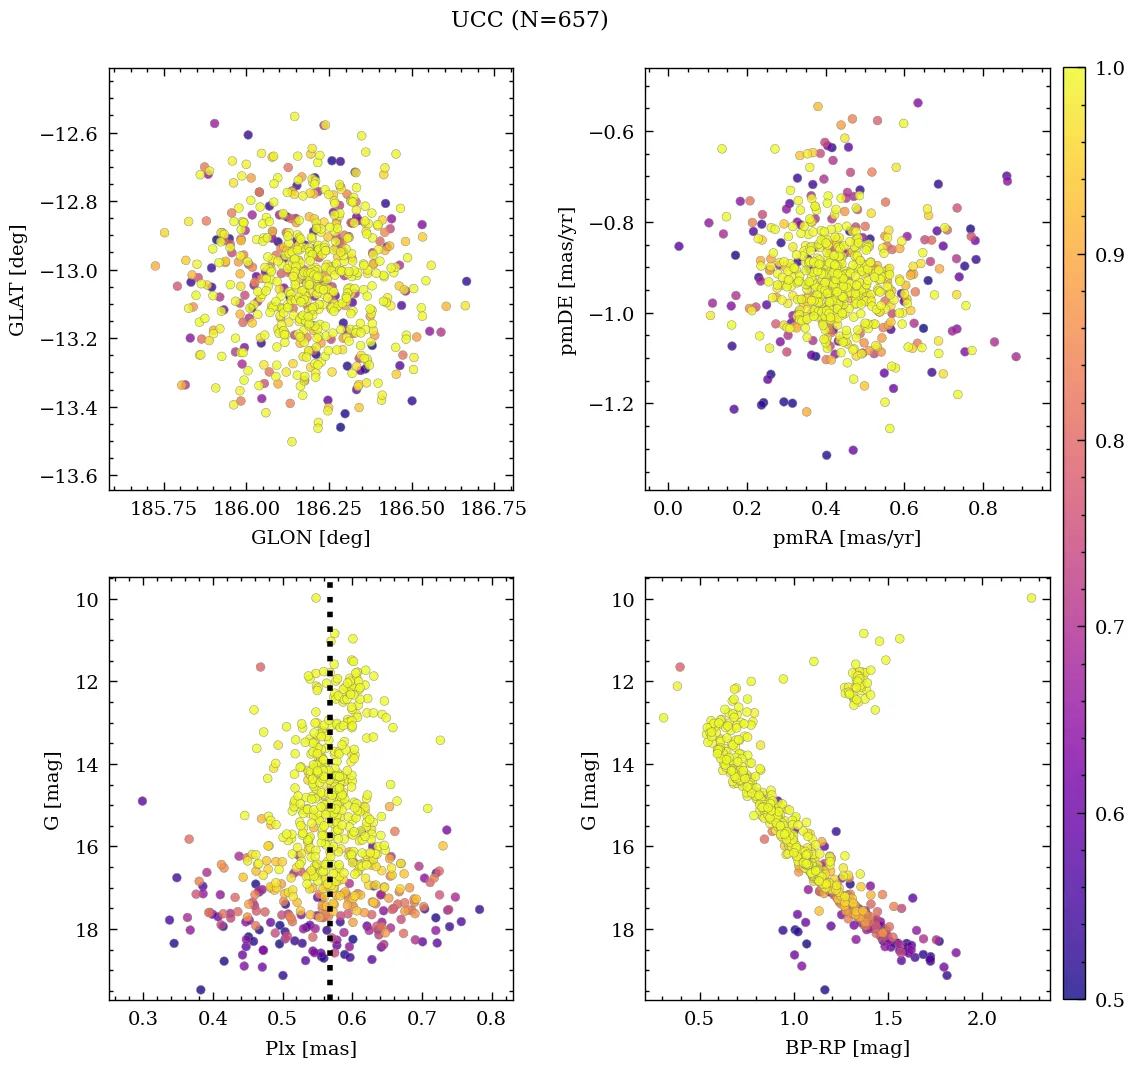 UCC (N=657)
−12.6
−12.8
−13.0
−13.2
−13.4
−13.6
GLAT [deg]
185.75 186.00 186.25 186.50 186.75
GLON [deg]
−0.6
−0.8
−1.0
−1.2
pmDE [mas/yr]
0.0 0.2 0.4 0.6 0.8
pmRA [mas/yr]
10
12
14
16
18
G [mag]
0.3 0.4 0.5 0.6 0.7 0.8
Plx [mas]
10
12
14
16
18
G [mag]
0.5 1.0 1.5 2.0
BP-RP [mag]
1.0
0.9
0.8
0.7
0.6
0.5